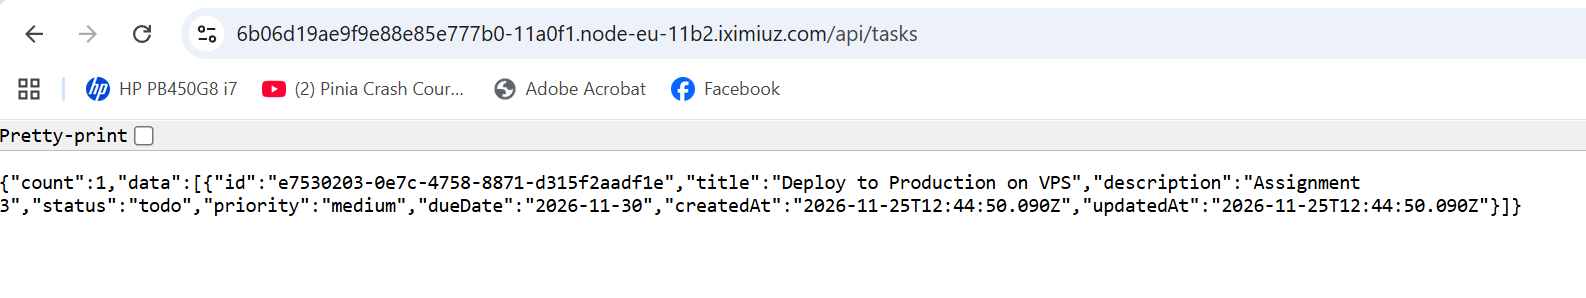 6b06d19ae9f9e88e85e777b0-11a0f1.node-eu-11b2.iximiuz.com/api/tasks
hp HP PB450G8 i7 (2) Pinia Crash Cour... Adobe Acrobat Facebook
Pretty-print
{"count":1,"data":[{"id":"e7530203-0e7c-4758-8871-d315f2aadf1e","title":"Deploy to Production on VPS","description":"Assignment
3","status":"todo","priority":"medium","dueDate":"2026-11-30","createdAt":"2026-11-25T12:44:50.090Z","updatedAt":"2026-11-25T12:44:50.090Z"}]}